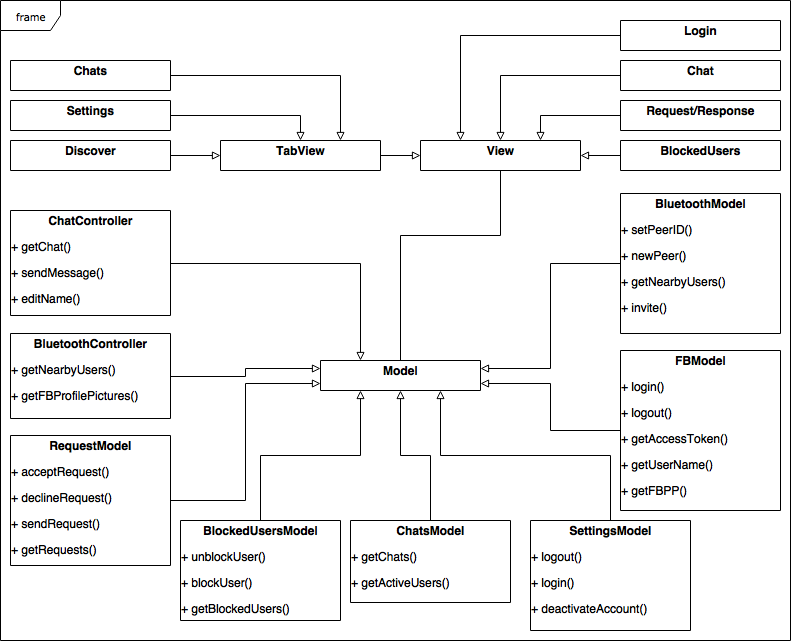 frame
Login
Chats
Chat
Settings
Request/Response
Discover
TabView
View
BlockedUsers
ChatController
+ getChat()
+ sendMessage()
+ editName()
BluetoothModel
+ setPeerID()
+ newPeer()
+ getNearbyUsers()
+ invite()
BluetoothController
+ getNearbyUsers()
+ getFBProfilePictures()
Model
FBModel
+ login()
+ logout()
+ getAccessToken()
+ getUserName()
+ getFBPP()
RequestModel
+ acceptRequest()
+ declineRequest()
+ sendRequest()
+ getRequests()
BlockedUsersModel
+ unblockUser()
+ blockUser()
+ getBlockedUsers()
ChatsModel
+ getChats()
+ getActiveUsers()
SettingsModel
+ logout()
+ login()
+ deactivateAccount()